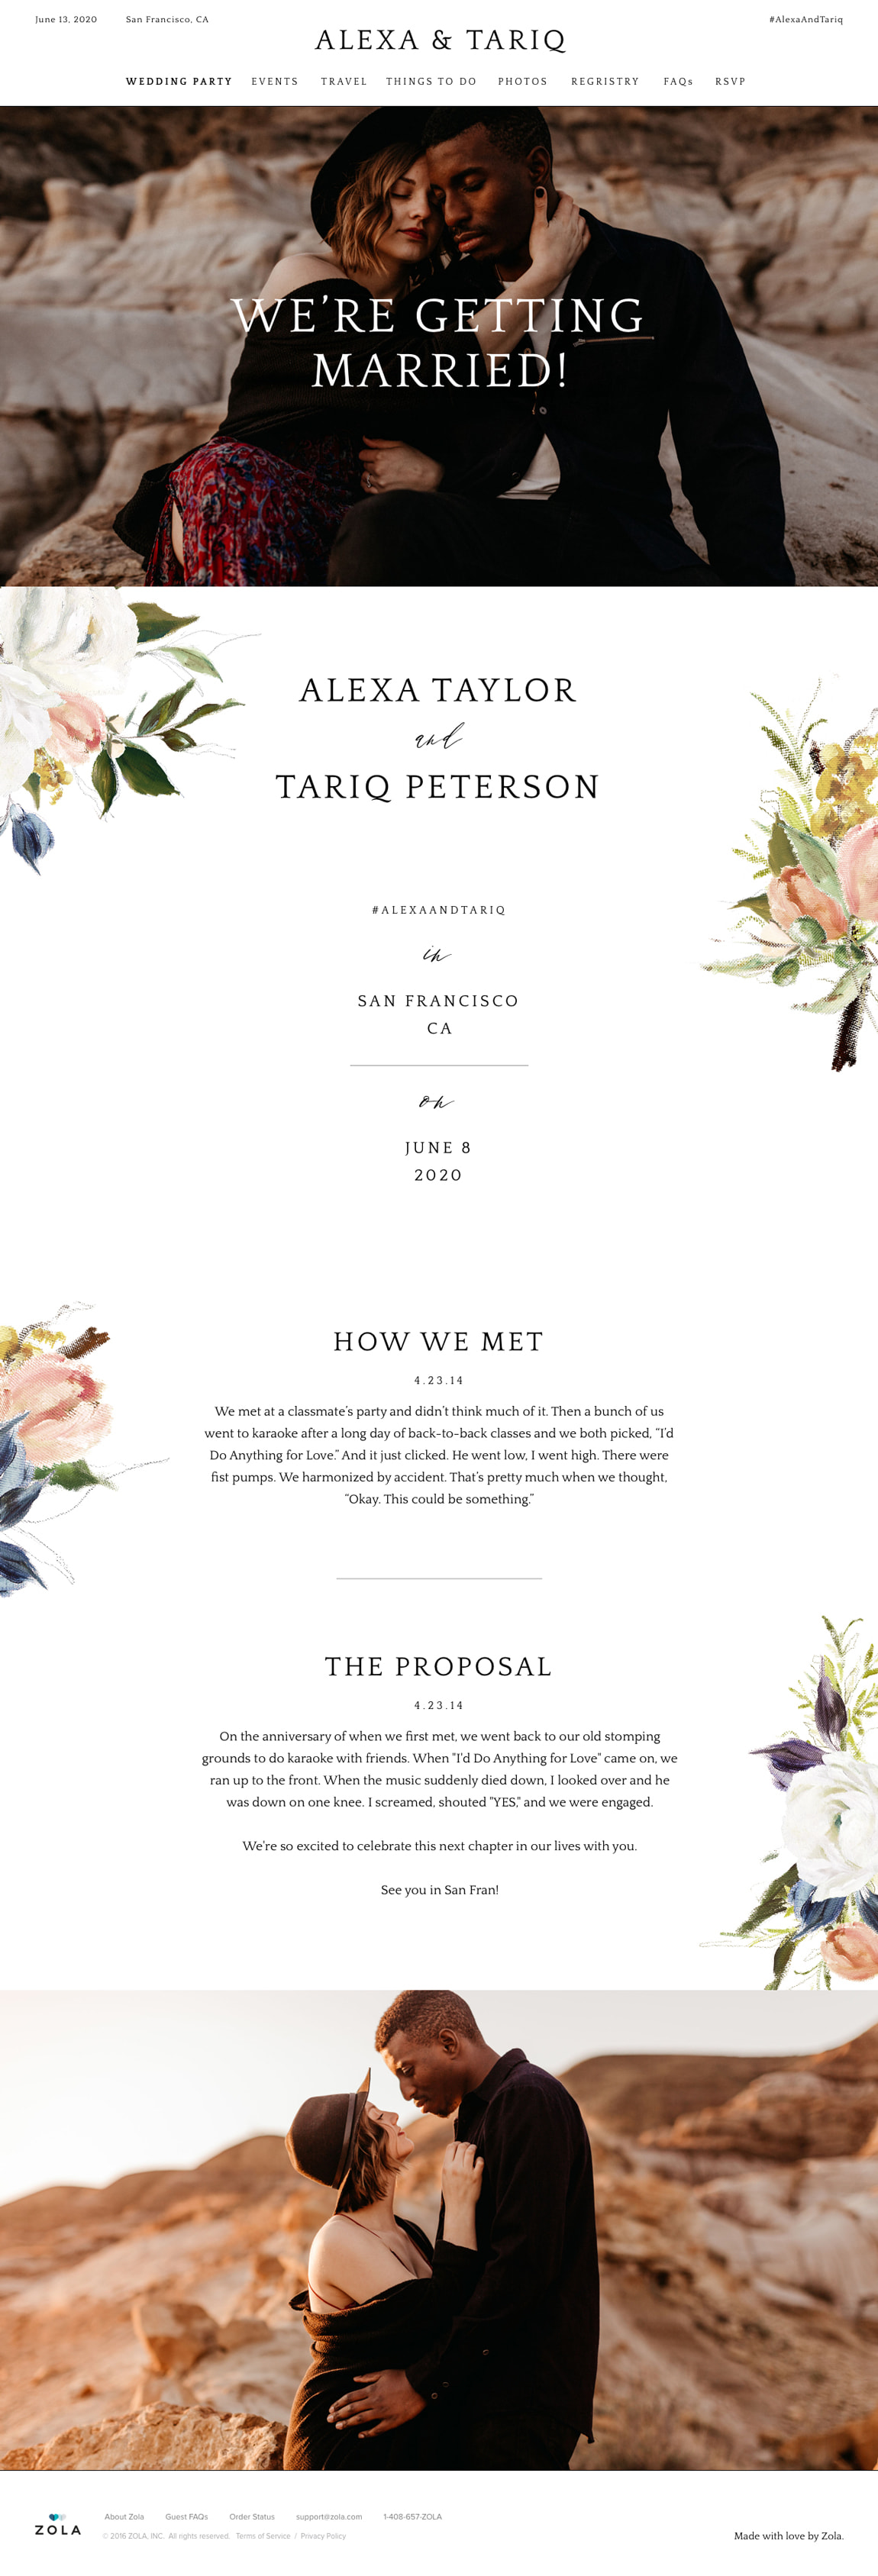 June 13, 2020 San Francisco, CA #AlexaAndTariq
ALEXA & TARIQ
WEDDING PARTY EVENTS TRAVEL THINGS TO DO PHOTOS REGRISTRY FAQs RSVP
WE’RE GETTING
MARRIED!
ALEXA TAYLOR
and
TARIQ PETERSON
#ALEXAANDTARIQ
in
SAN FRANCISCO
CA
on
JUNE 8
2020
HOW WE MET
4.23.14
We met at a classmate’s party and didn’t think much of it. Then a bunch of us
went to karaoke after a long day of back-to-back classes and we both picked, “I’d
Do Anything for Love.” And it just clicked. He went low, I went high. There were
fist pumps. We harmonized by accident. That’s pretty much when we thought,
“Okay. This could be something.”
THE PROPOSAL
4.23.14
On the anniversary of when we first met, we went back to our old stomping
grounds to do karaoke with friends. When "I'd Do Anything for Love" came on, we
ran up to the front. When the music suddenly died down, I looked over and he
was down on one knee. I screamed, shouted "YES," and we were engaged.
We're so excited to celebrate this next chapter in our lives with you.
See you in San Fran!
ZOLA
About Zola Guest FAQs Order Status support@zola.com 1-408-657-ZOLA
© 2016 ZOLA, INC. All rights reserved. Terms of Service / Privacy Policy
Made with love by Zola.